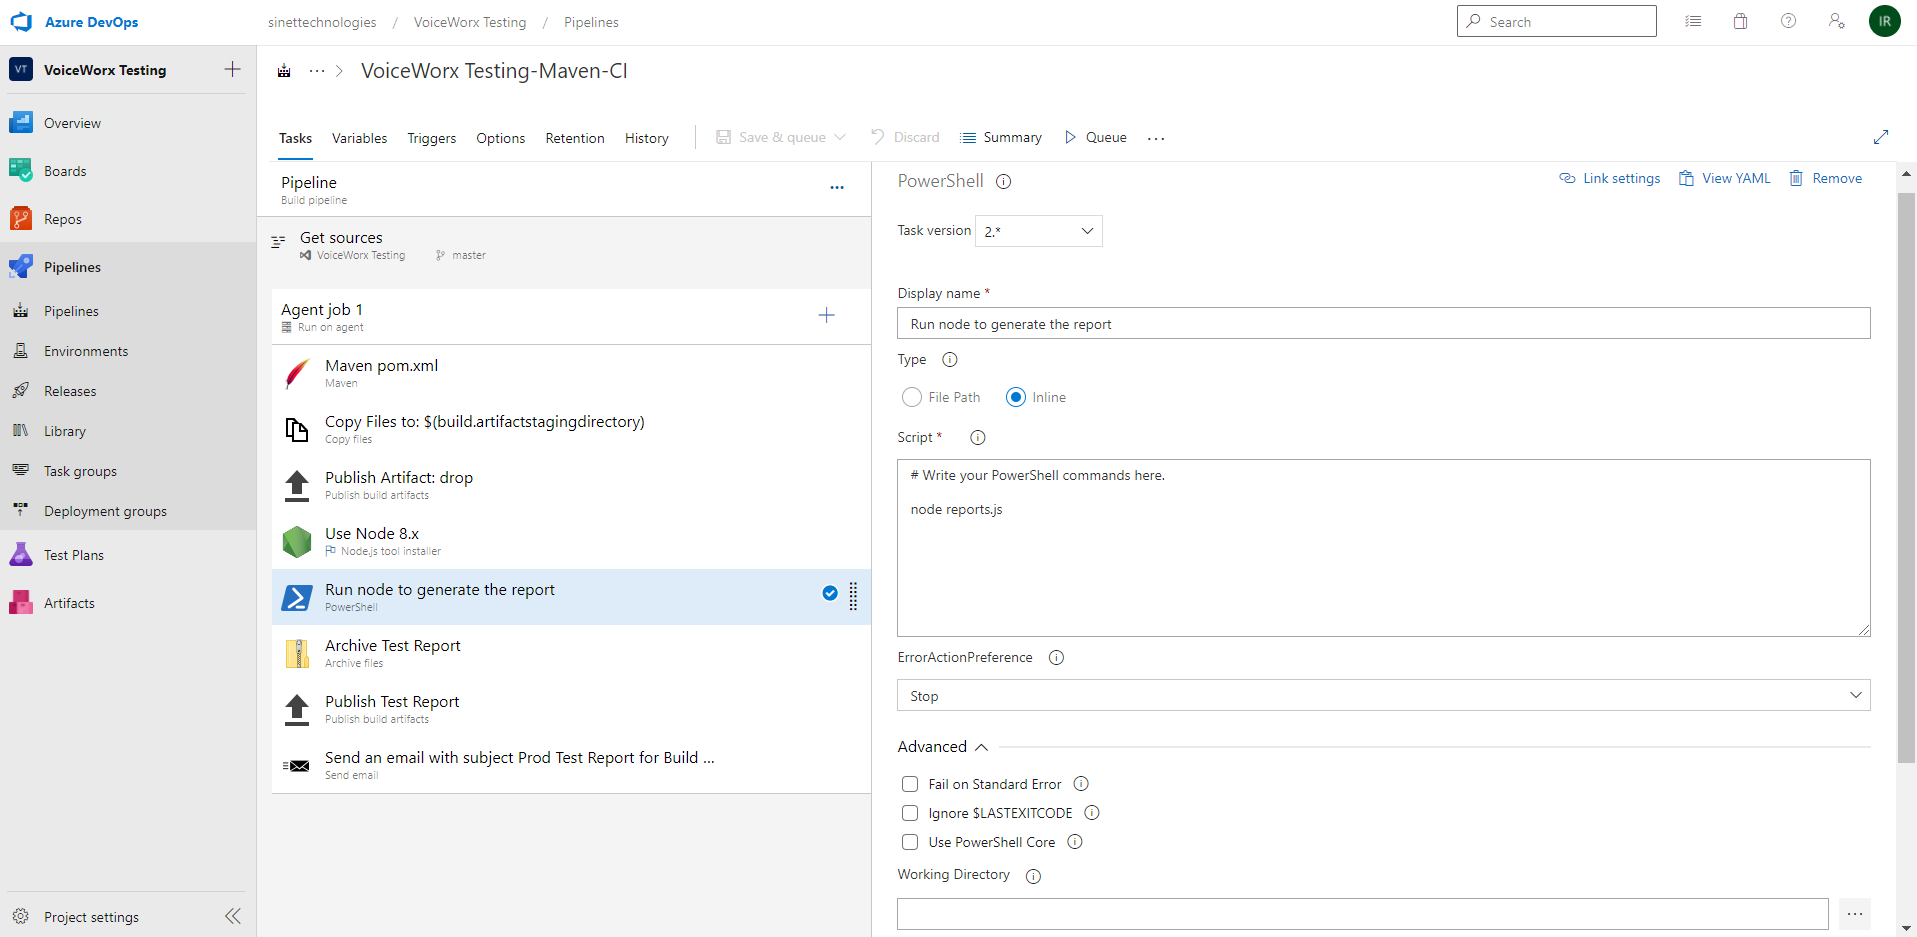 Azure DevOps
sinettechnologies / VoiceWorx Testing / Pipelines
Search
IR
VT VoiceWorx Testing
Overview
Boards
Repos
Pipelines
Pipelines
Environments
Releases
Library
Task groups
Deployment groups
Test Plans
Artifacts
Project settings
··· > VoiceWorx Testing-Maven-CI
Tasks Variables Triggers Options Retention History Save & queue Discard Summary Queue ···
Pipeline
Build pipeline
Get sources
VoiceWorx Testing master
Agent job 1
Run on agent
Maven pom.xml
Maven
Copy Files to: $(build.artifactstagingdirectory)
Copy files
Publish Artifact: drop
Publish build artifacts
Use Node 8.x
Node.js tool installer
Run node to generate the report
PowerShell
Archive Test Report
Archive files
Publish Test Report
Publish build artifacts
Send an email with subject Prod Test Report for Build ...
Send email
PowerShell
Link settings View YAML Remove
Task version 2.*
Display name *
Run node to generate the report
Type
File Path Inline
Script *
# Write your PowerShell commands here.
node reports.js
ErrorActionPreference
Stop
Advanced
Fail on Standard Error
Ignore $LASTEXITCODE
Use PowerShell Core
Working Directory
···